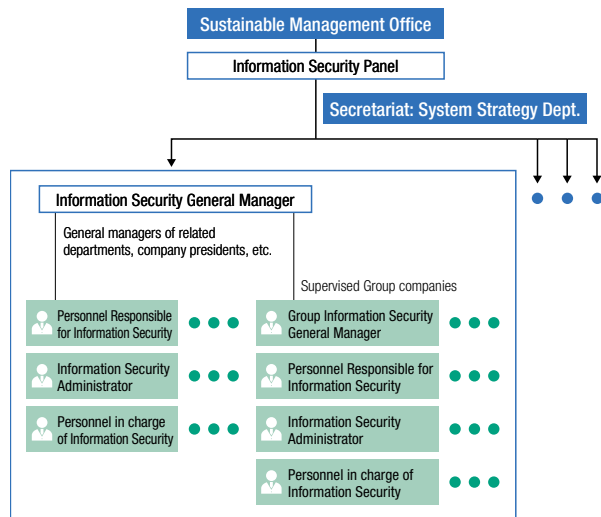 Sustainable Management Office
Information Security Panel
Secretariat: System Strategy Dept.
Information Security General Manager
General managers of related
departments, company presidents, etc.
Supervised Group companies
Personnel Responsible
for Information Security
Information Security
Administrator
Personnel in charge
of Information Security
Group Information Security
General Manager
Personnel Responsible for
Information Security
Information Security
Administrator
Personnel in charge of
Information Security